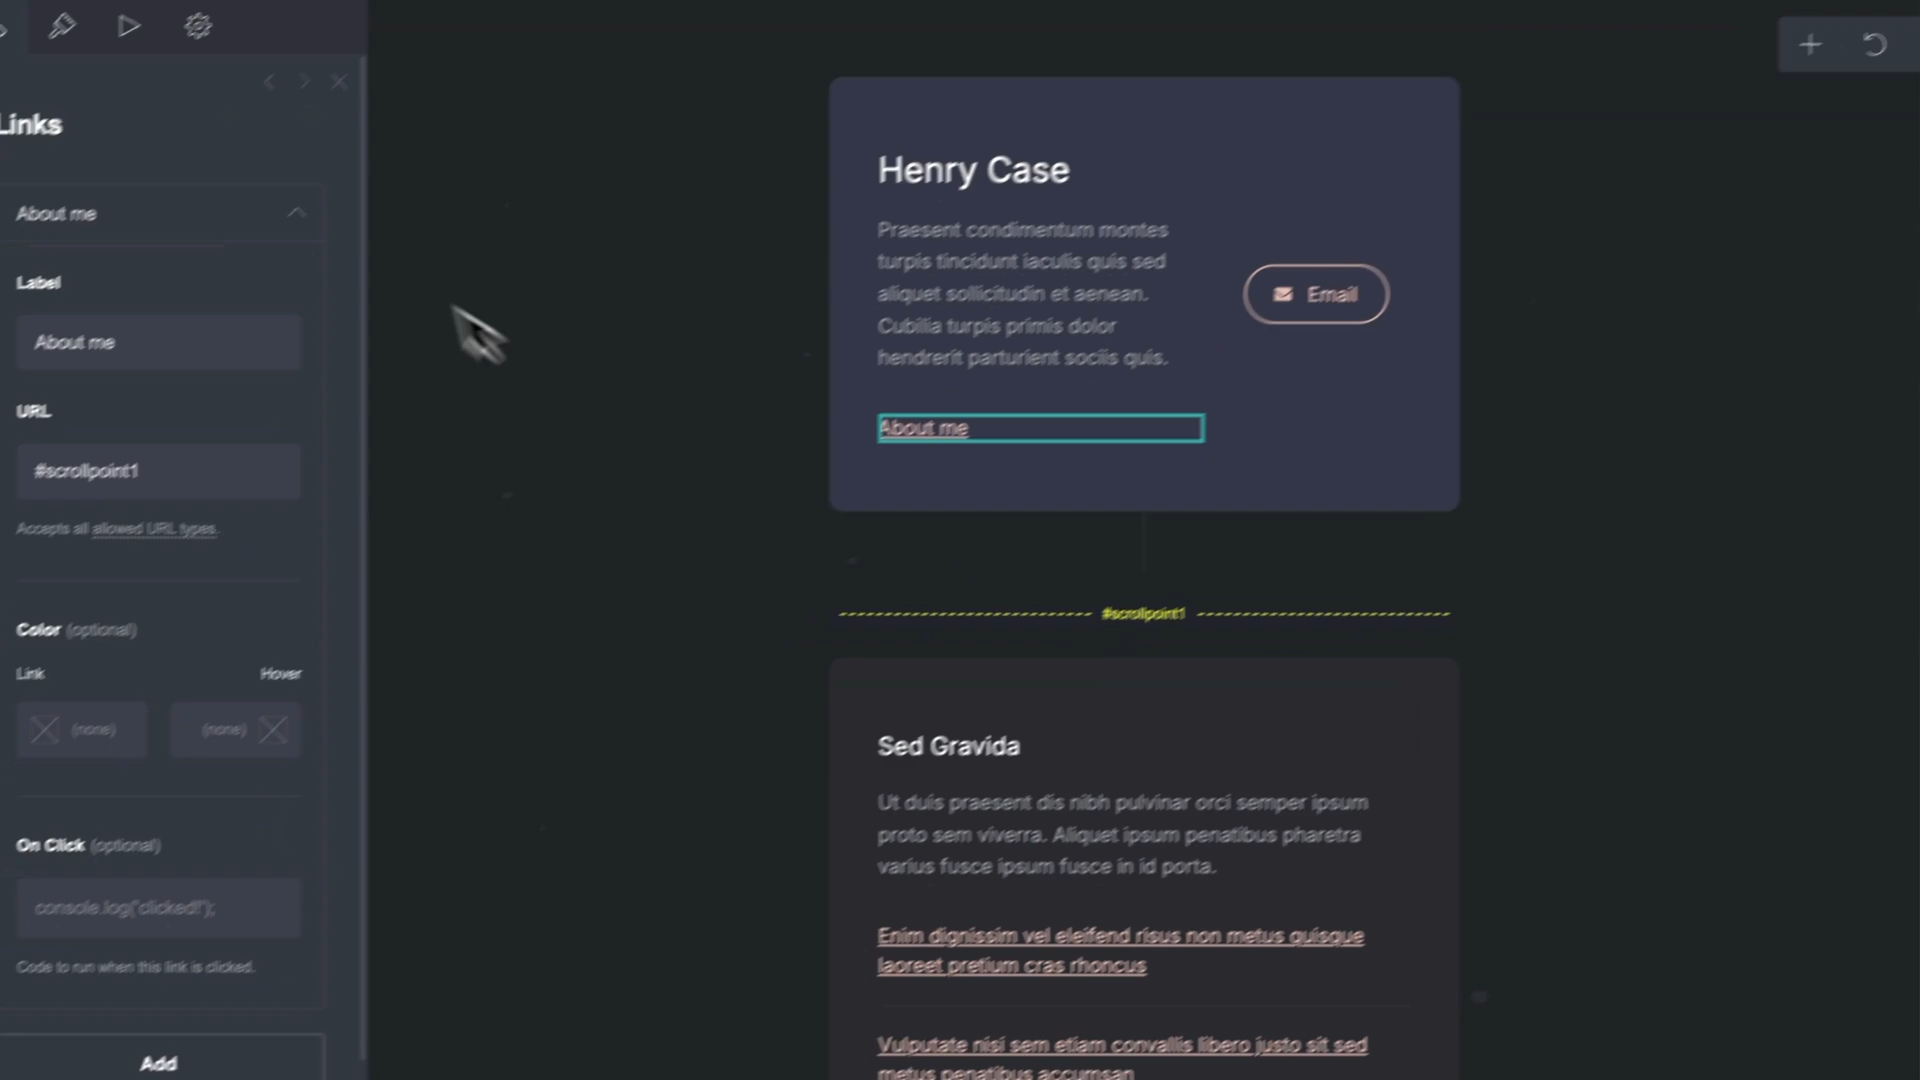 Links
About me
Label
About me
URL
#scrollpoint1
Accepts all allowed URL types.
Color (optional)
Link
Hover
(none)
(none)
On Click (optional)
console.log('clicked!');
Code to run when this link is clicked.
Add
Henry Case
Praesent condimentum montes
turpis tincidunt iaculis quis sed
aliquet sollicitudin et aenean.
Cubilia turpis primis dolor
hendrerit parturient sociis quis.
Email
About me
#scrollpoint1
Sed Gravida
Ut duis praesent dis nibh pulvinar orci semper ipsum
proto sem viverra. Aliquet ipsum penatibus pharetra
varius fusce ipsum fusce in id porta.
Enim dignissim vel eleifend risus non metus quisque
laoreet pretium cras rhoncus
Vulputate nisi sem etiam convallis libero justo sit sed
metus penatibus accumsan